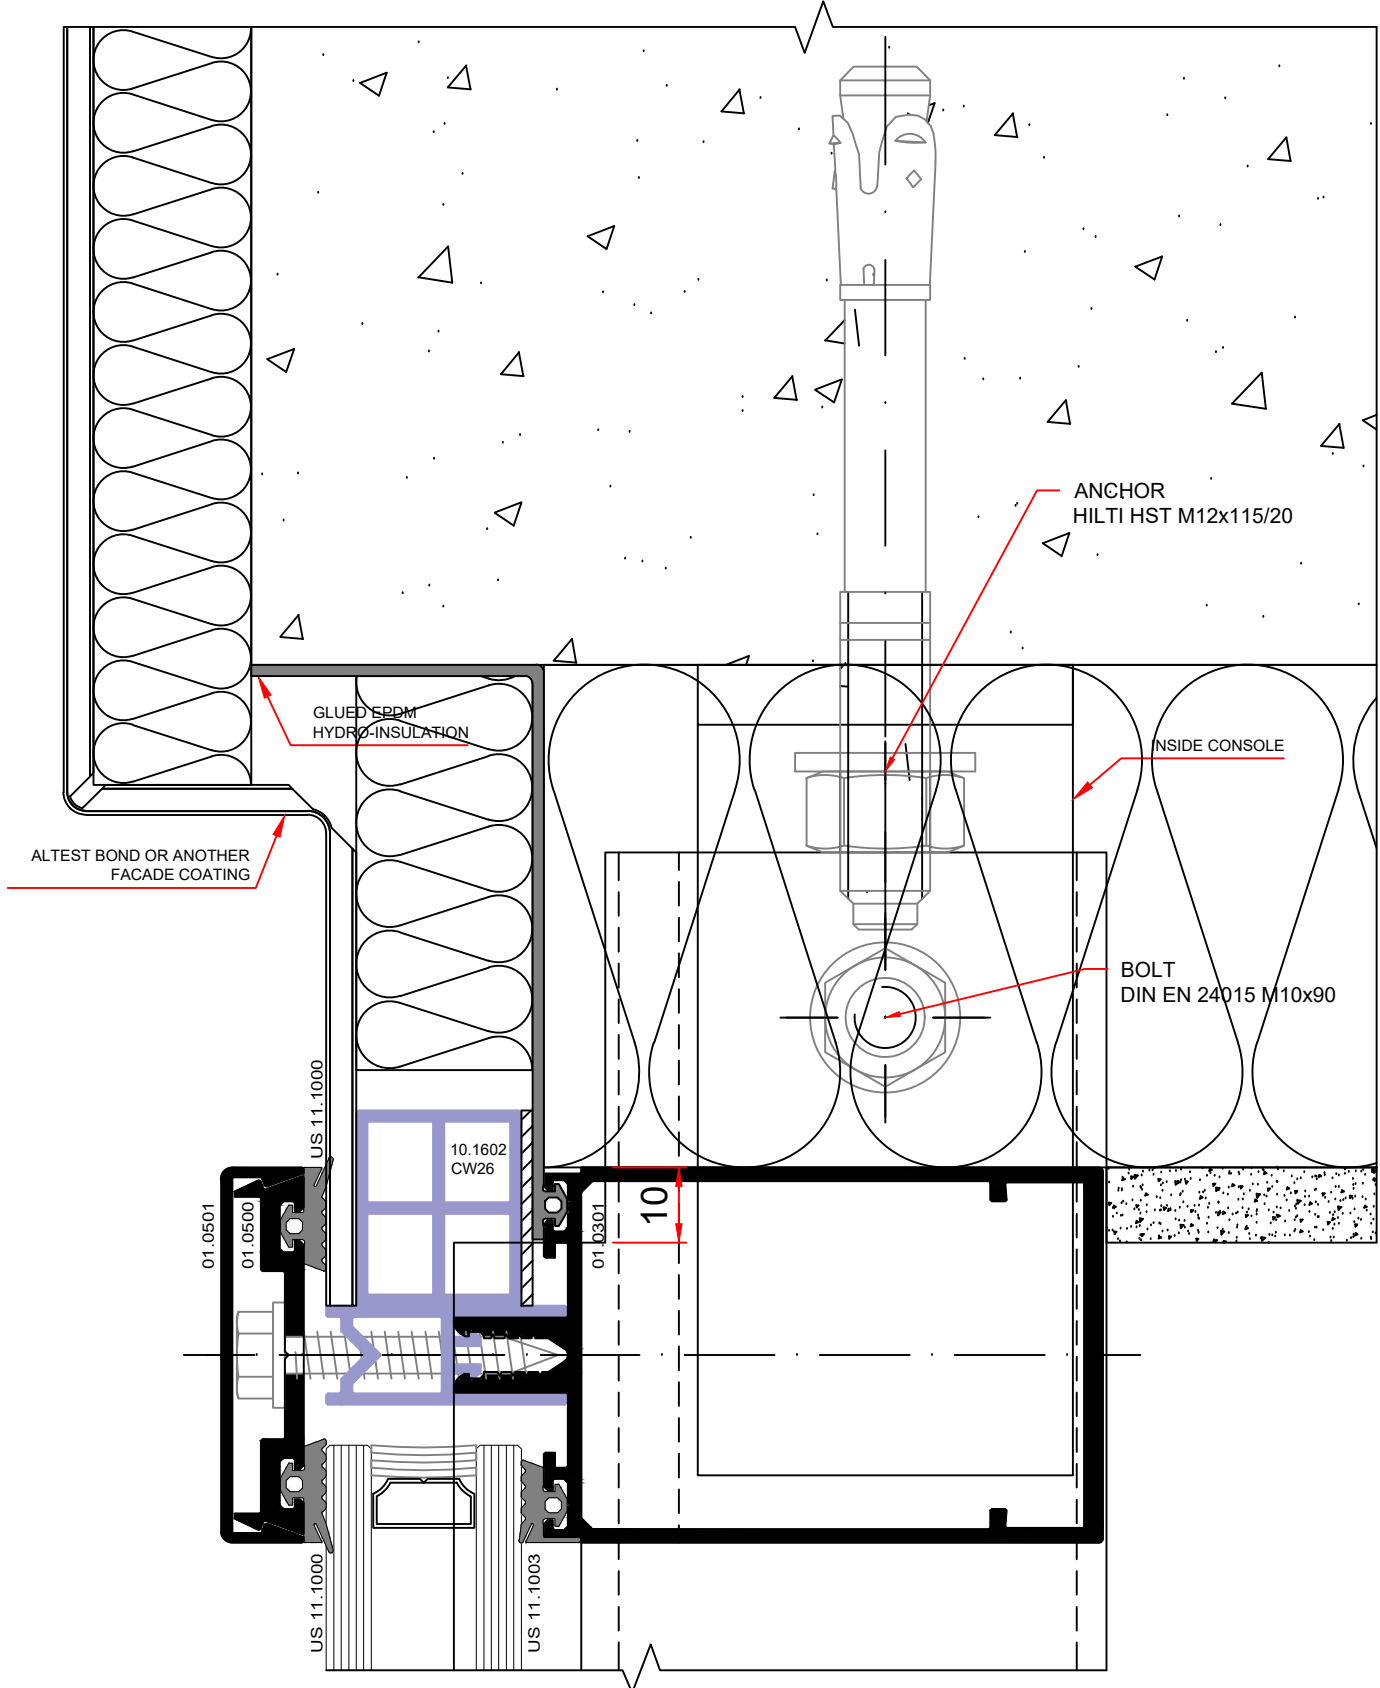 ANCHOR
HILTI HST M12x115/20
GLUED EPDM
HYDRO-INSULATION
INSIDE CONSOLE
ALTEST BOND OR ANOTHER
FACADE COATING
BOLT
DIN EN 24015 M10x90
US 11.1000
10.1602
CW26
01.0501
01.0500
10
01.0301
US 11.1000
US 11.1003